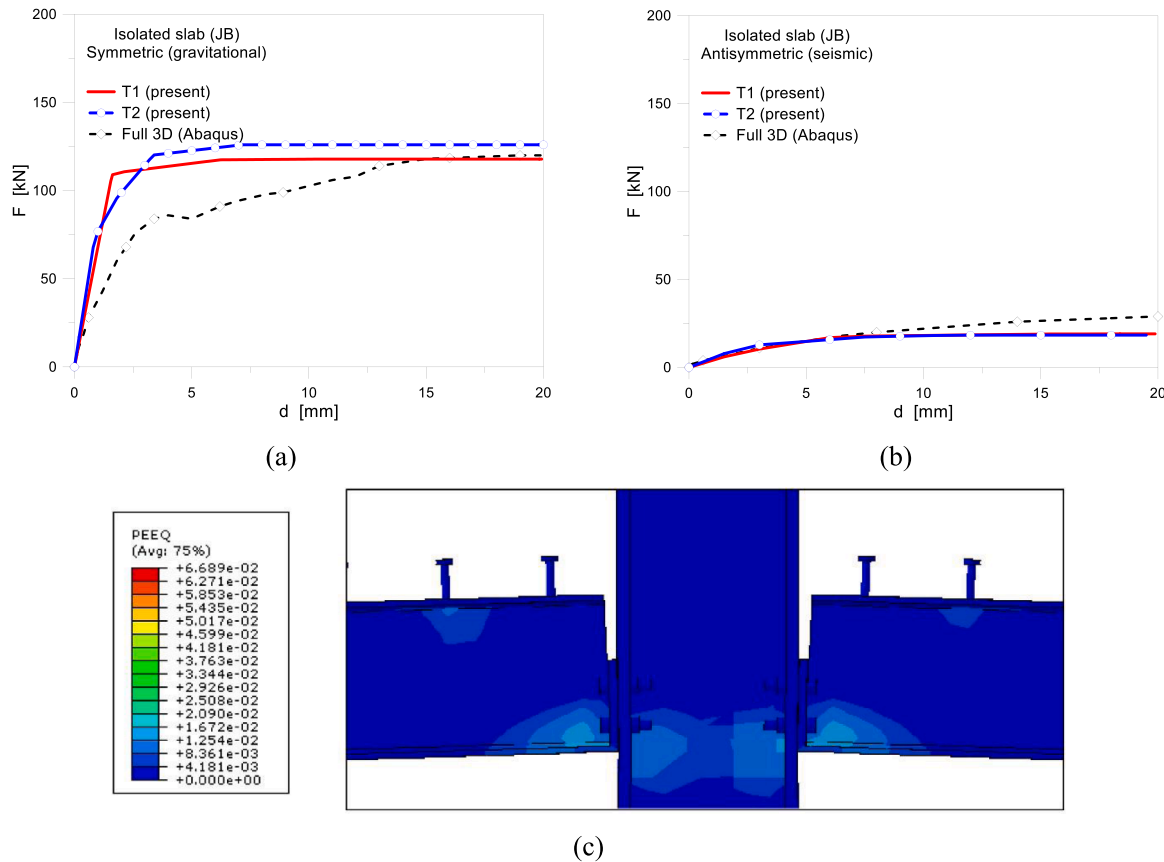 200
150
100
50
0
F [kN]
Isolated slab (JB)
Symmetric (gravitational)
T1 (present)
T2 (present)
Full 3D (Abaqus)
0 5 10 15 20
d [mm]
(a)
200
150
100
50
0
F [kN]
Isolated slab (JB)
Antisymmetric (seismic)
T1 (present)
T2 (present)
Full 3D (Abaqus)
0 5 10 15 20
d [mm]
(b)
PEEQ
(Avg: 75%)
+6.689e-02
+6.271e-02
+5.853e-02
+5.435e-02
+5.017e-02
+4.599e-02
+4.181e-02
+3.763e-02
+3.344e-02
+2.926e-02
+2.508e-02
+2.090e-02
+1.672e-02
+1.254e-02
+8.361e-03
+4.181e-03
+0.000e+00
(c)